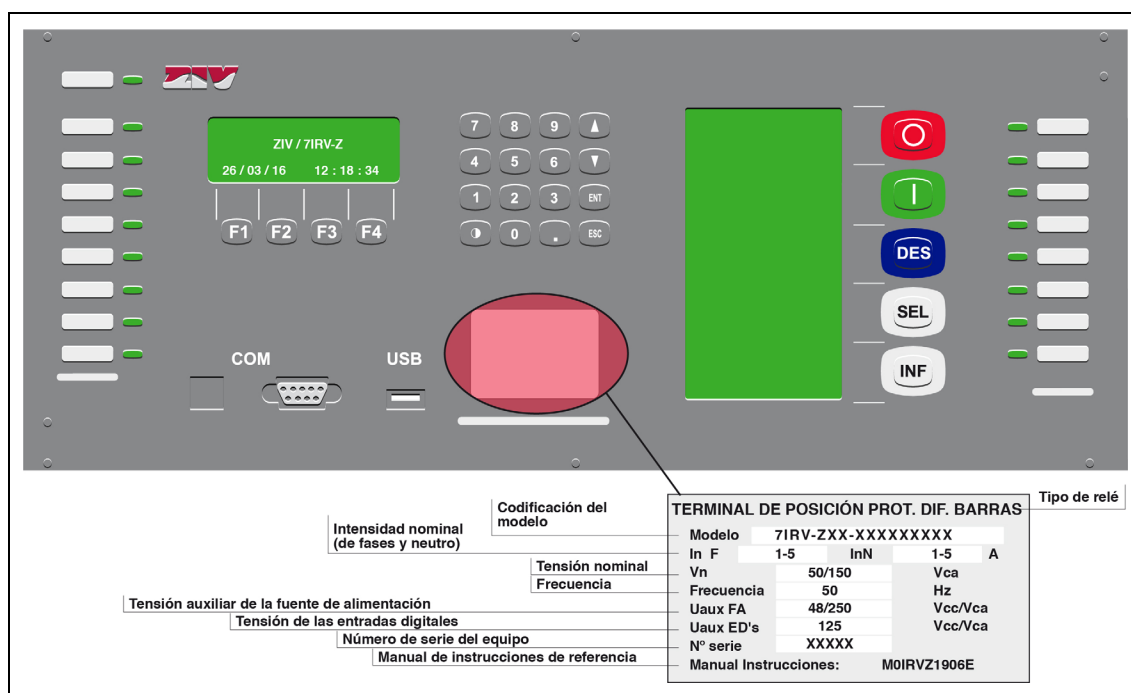 ZIV
ZIV / 7IRV-Z
26 / 03 / 16 12 : 18 : 34
F1 F2 F3 F4
7 8 9
4 5 6
1 2 3 ENT
0 . ESC
DES
SEL
INF
COM
USB
Tipo de relé
Codificación del
modelo
Intensidad nominal
(de fases y neutro)
Tensión nominal
Frecuencia
Tensión auxiliar de la fuente de alimentación
Tensión de las entradas digitales
Número de serie del equipo
Manual de instrucciones de referencia
TERMINAL DE POSICIÓN PROT. DIF. BARRAS
Modelo 7IRV-ZXX-XXXXXXXXX
In F 1-5 InN 1-5 A
Vn 50/150 Vca
Frecuencia 50 Hz
Uaux FA 48/250 Vcc/Vca
Uaux ED's 125 Vcc/Vca
Nº serie XXXXX
Manual Instrucciones: M0IRVZ1906E